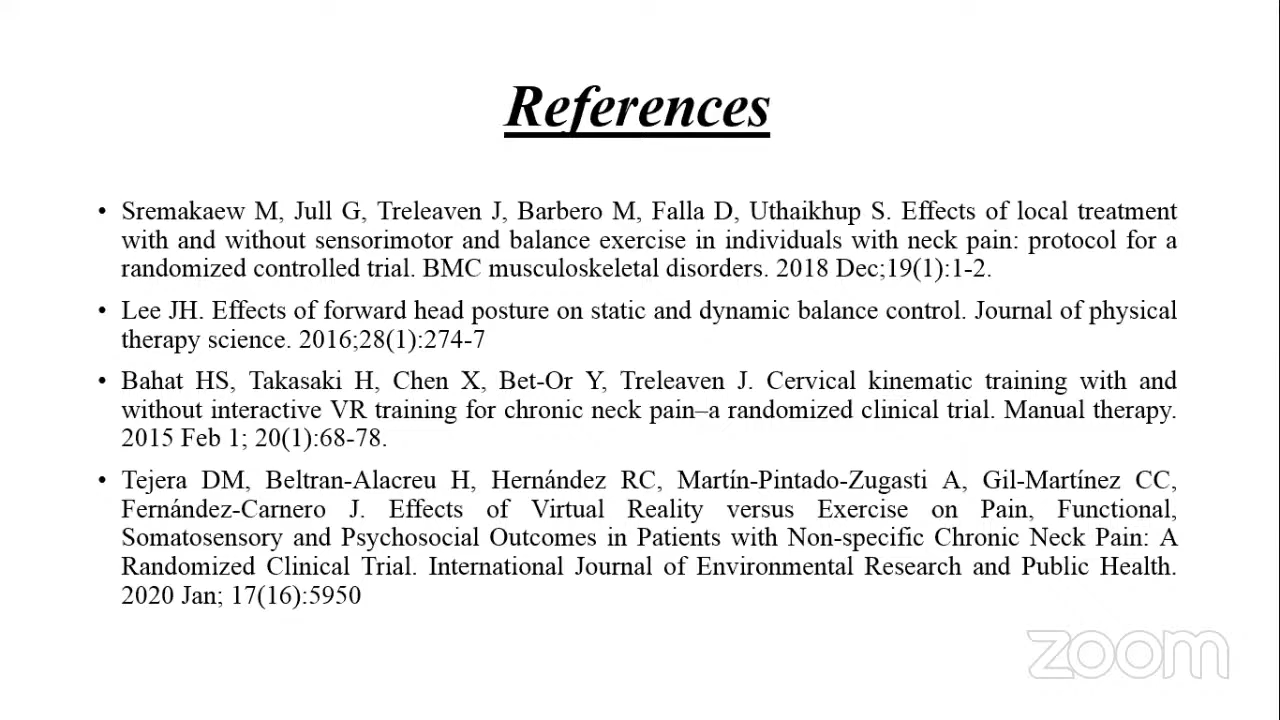 References
• Sremakaew M, Jull G, Treleaven J, Barbero M, Falla D, Uthaikhup S. Effects of local treatment
with and without sensorimotor and balance exercise in individuals with neck pain: protocol for a
randomized controlled trial. BMC musculoskeletal disorders. 2018 Dec;19(1):1-2.
• Lee JH. Effects of forward head posture on static and dynamic balance control. Journal of physical
therapy science. 2016;28(1):274-7
• Bahat HS, Takasaki H, Chen X, Bet-Or Y, Treleaven J. Cervical kinematic training with and
without interactive VR training for chronic neck pain–a randomized clinical trial. Manual therapy.
2015 Feb 1; 20(1):68-78.
• Tejera DM, Beltran-Alacreu H, Hernández RC, Martín-Pintado-Zugasti A, Gil-Martínez CC,
Fernández-Carnero J. Effects of Virtual Reality versus Exercise on Pain, Functional,
Somatosensory and Psychosocial Outcomes in Patients with Non-specific Chronic Neck Pain: A
Randomized Clinical Trial. International Journal of Environmental Research and Public Health.
2020 Jan; 17(16):5950
zoom